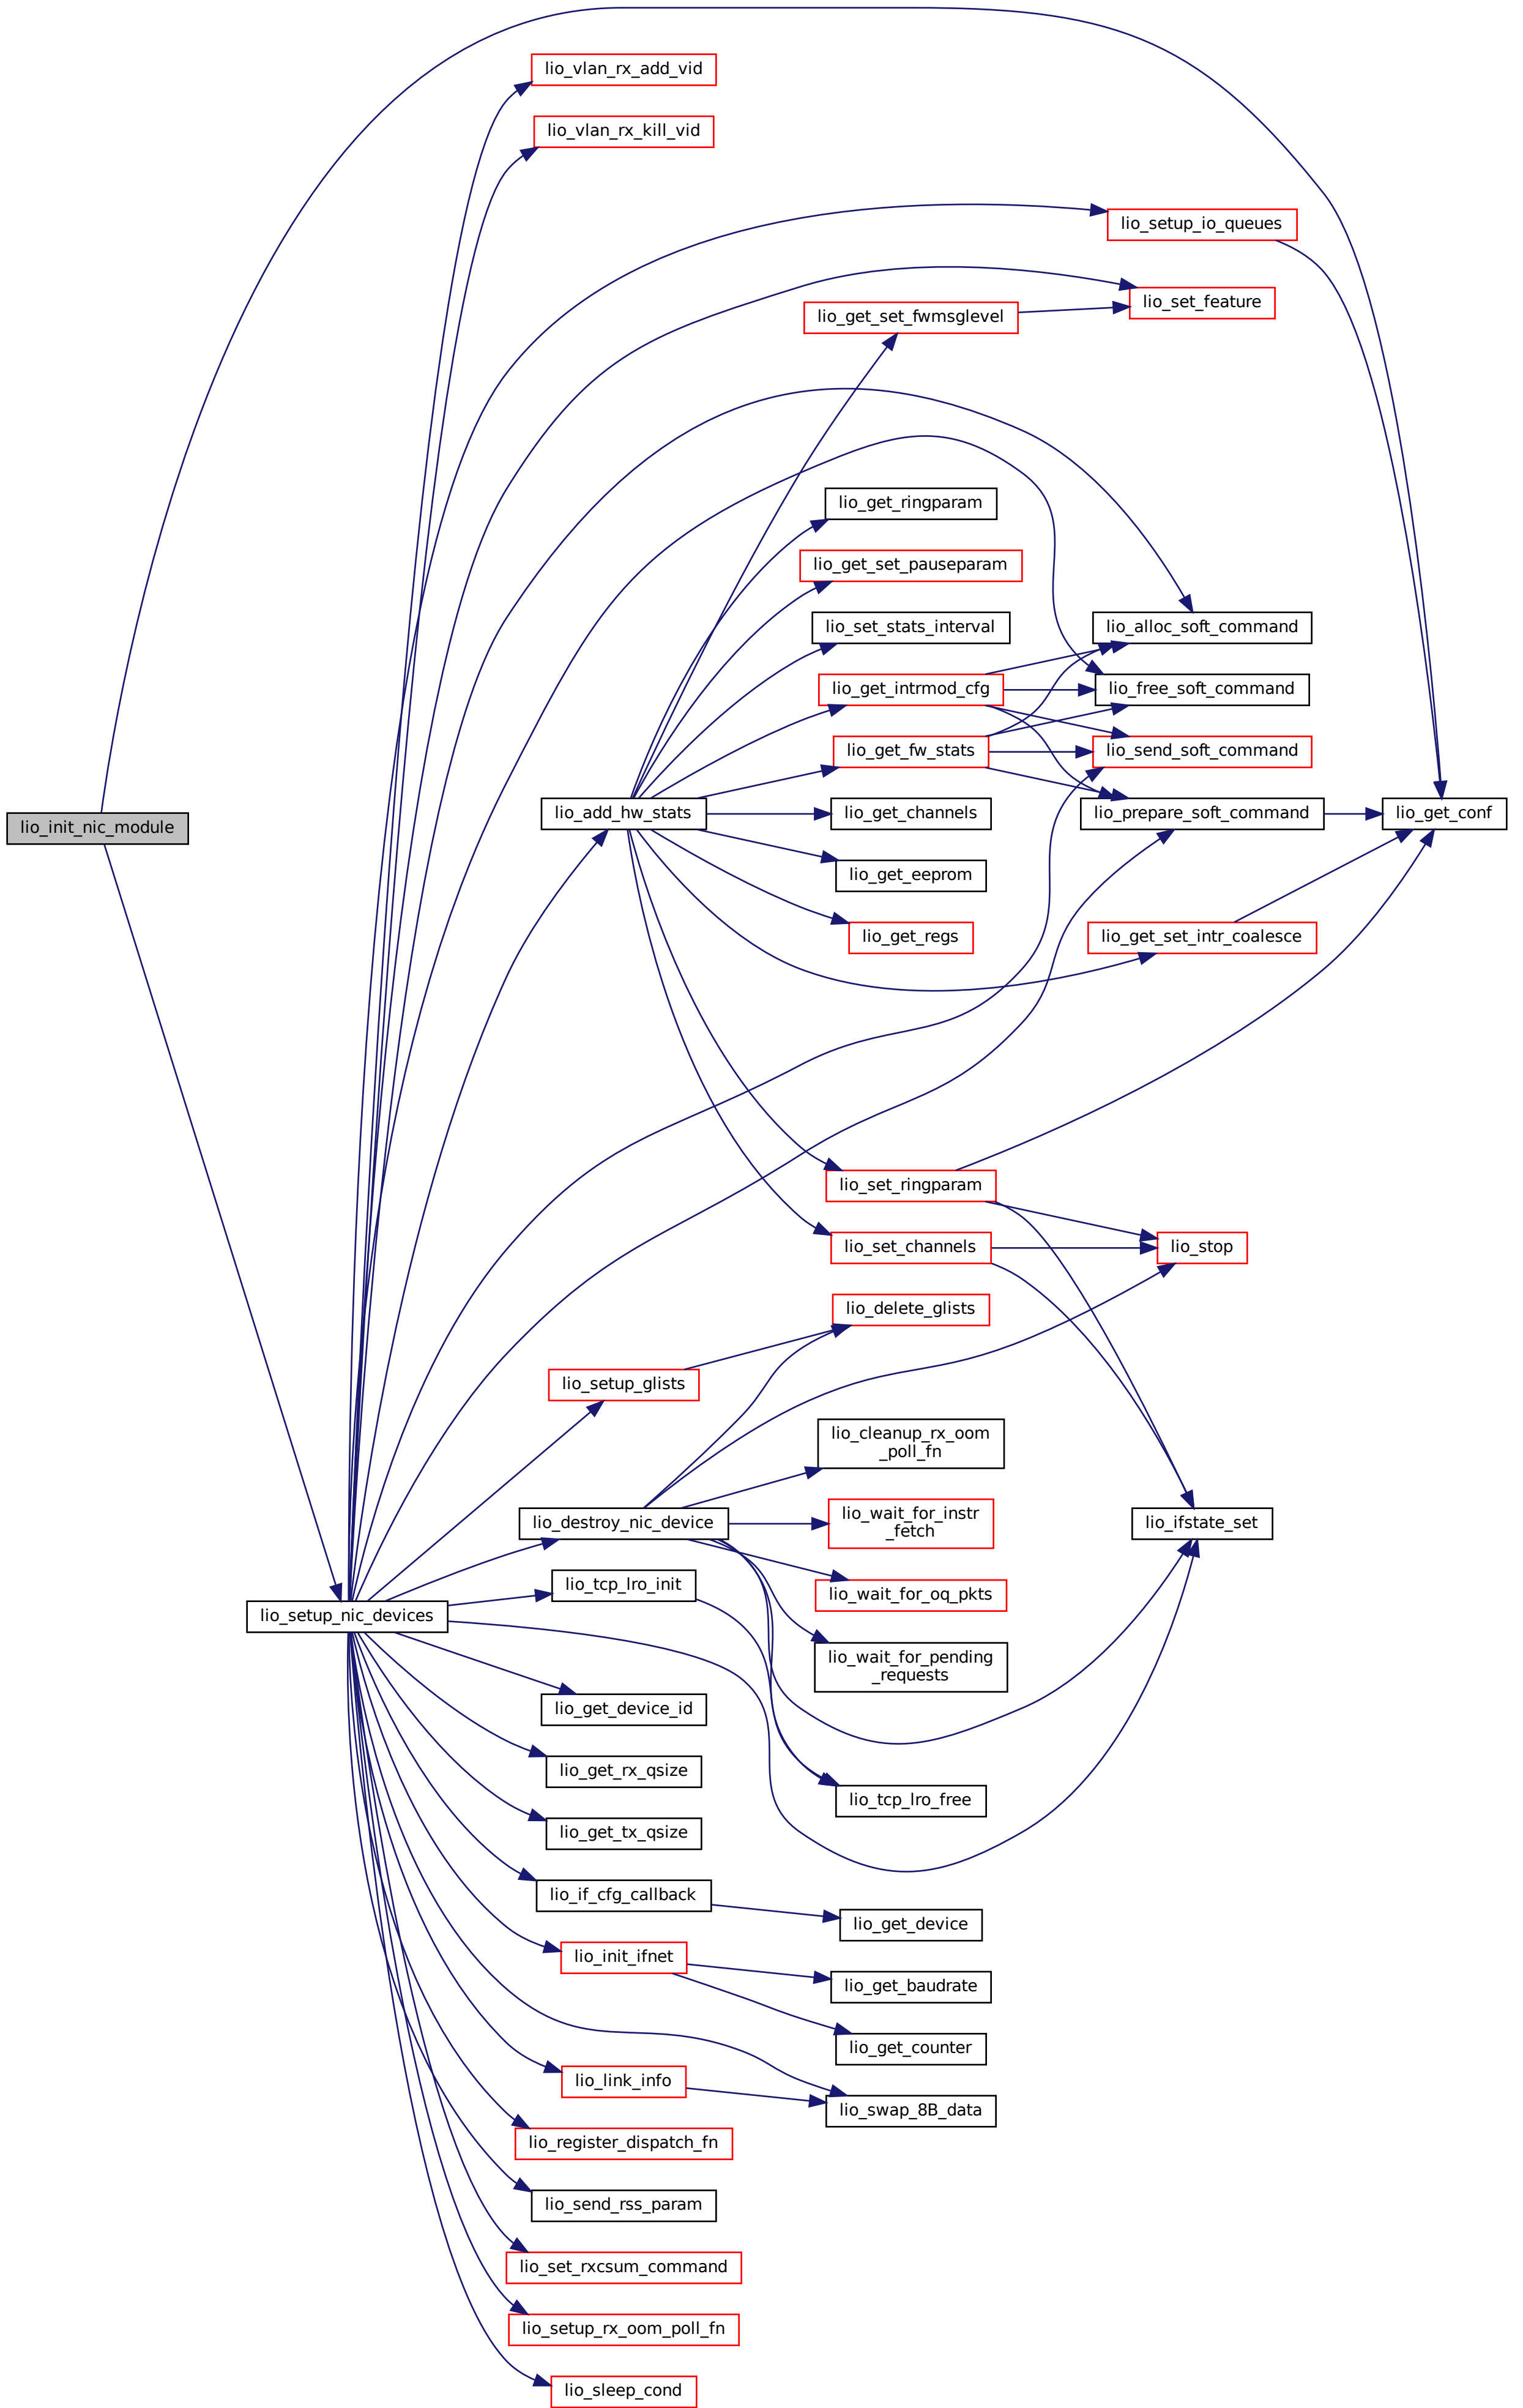 lio_vlan_rx_add_vid
lio_vlan_rx_kill_vid
lio_setup_io_queues
lio_set_feature
lio_get_set_fwmsglevel
lio_get_ringparam
lio_get_set_pauseparam
lio_set_stats_interval
lio_alloc_soft_command
lio_get_intrmod_cfg
lio_free_soft_command
lio_get_fw_stats
lio_send_soft_command
lio_init_nic_module
lio_add_hw_stats
lio_get_channels
lio_prepare_soft_command
lio_get_conf
lio_get_eeprom
lio_get_regs
lio_get_set_intr_coalesce
lio_set_ringparam
lio_set_channels
lio_stop
lio_delete_glists
lio_setup_glists
lio_cleanup_rx_oom
_poll_fn
lio_destroy_nic_device
lio_wait_for_instr
_fetch
lio_ifstate_set
lio_tcp_lro_init
lio_wait_for_oq_pkts
lio_setup_nic_devices
lio_wait_for_pending
_requests
lio_get_device_id
lio_get_rx_qsize
lio_tcp_lro_free
lio_get_tx_qsize
lio_if_cfg_callback
lio_get_device
lio_init_ifnet
lio_get_baudrate
lio_get_counter
lio_link_info
lio_swap_8B_data
lio_register_dispatch_fn
lio_send_rss_param
lio_set_rxcsum_command
lio_setup_rx_oom_poll_fn
lio_sleep_cond